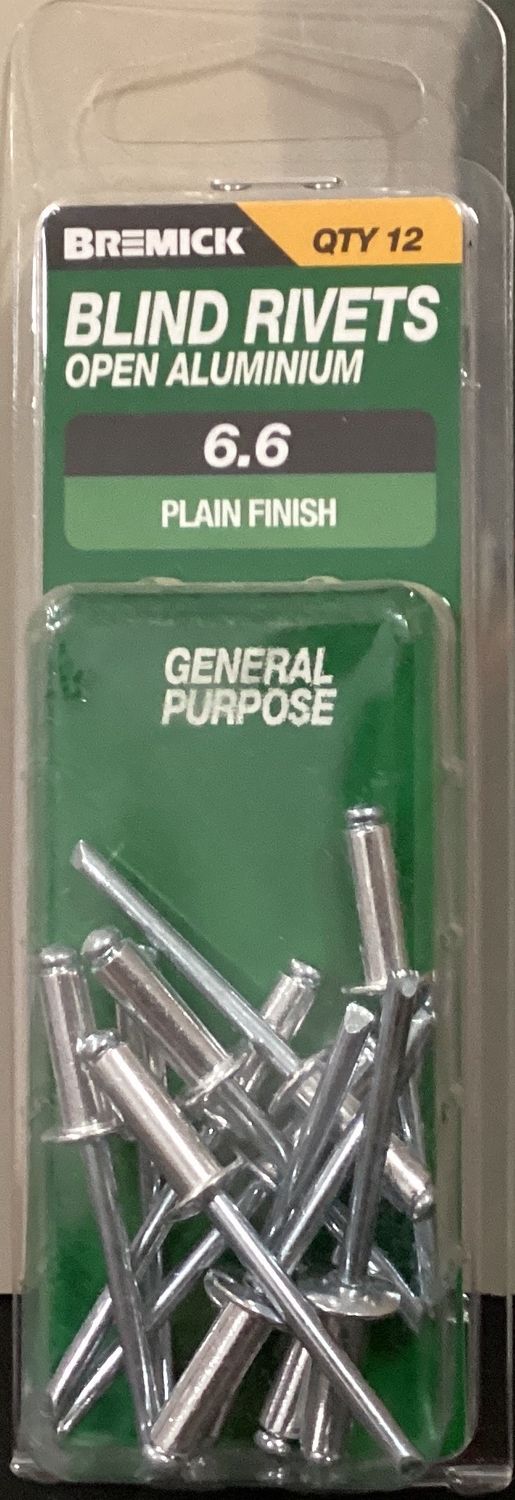 BREMICK QTY 12
BLIND RIVETS
OPEN ALUMINIUM
6.6
PLAIN FINISH
GENERAL
PURPOSE